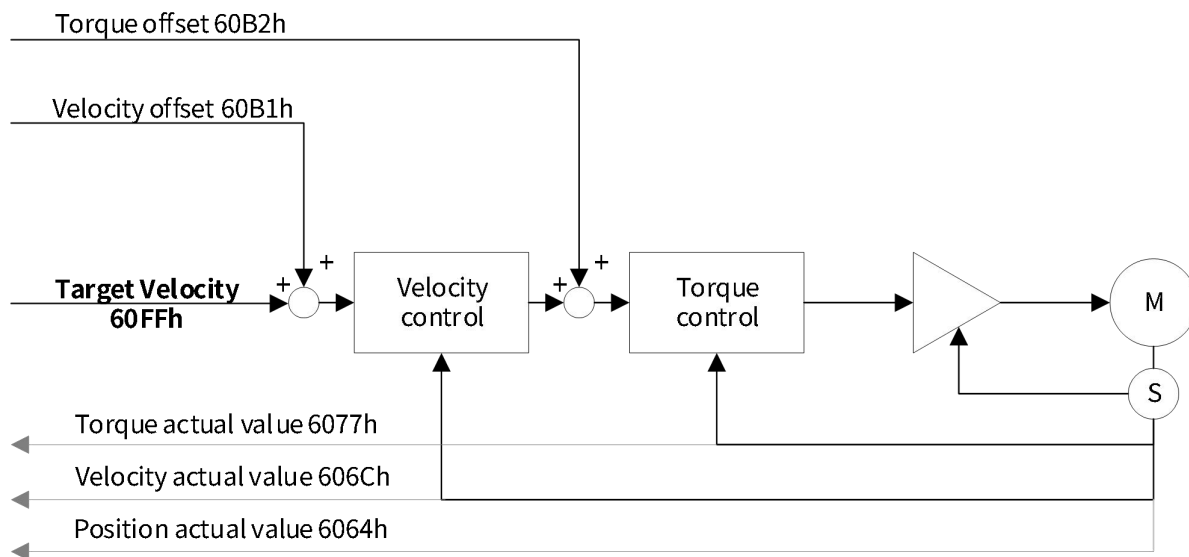 Torque offset 60B2h
Velocity offset 60B1h
+
+
+
+
Target Velocity
60FFh
Velocity
control
Torque
control
M
S
Torque actual value 6077h
Velocity actual value 606Ch
Position actual value 6064h